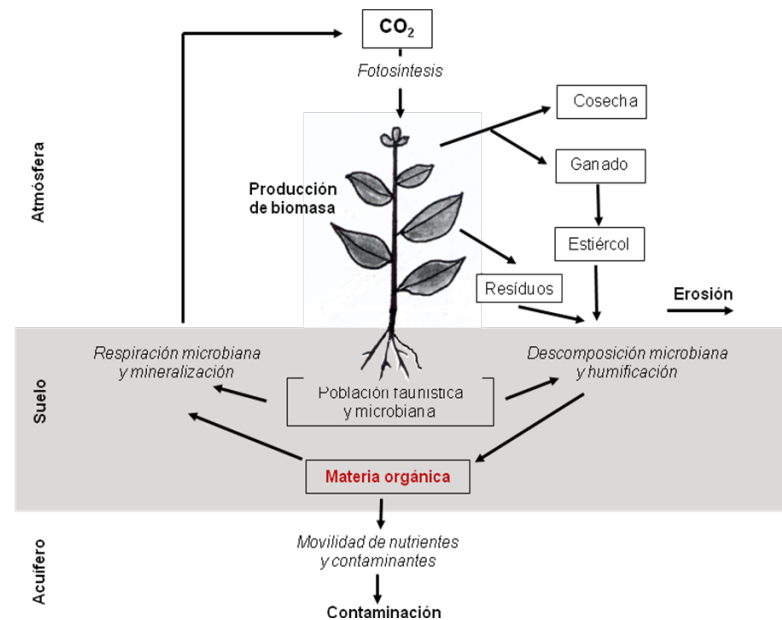 CO₂
Fotosíntesis
Cosecha
Ganado
Estiércol
Resíduos
Producción
de biomasa
Atmósfera
Erosión
Respiración microbiana
y mineralización
Descomposición microbiana
y humificación
Población faunística
y microbiana
Suelo
Materia orgánica
Movilidad de nutrientes
y contaminantes
Acuífero
Contaminación